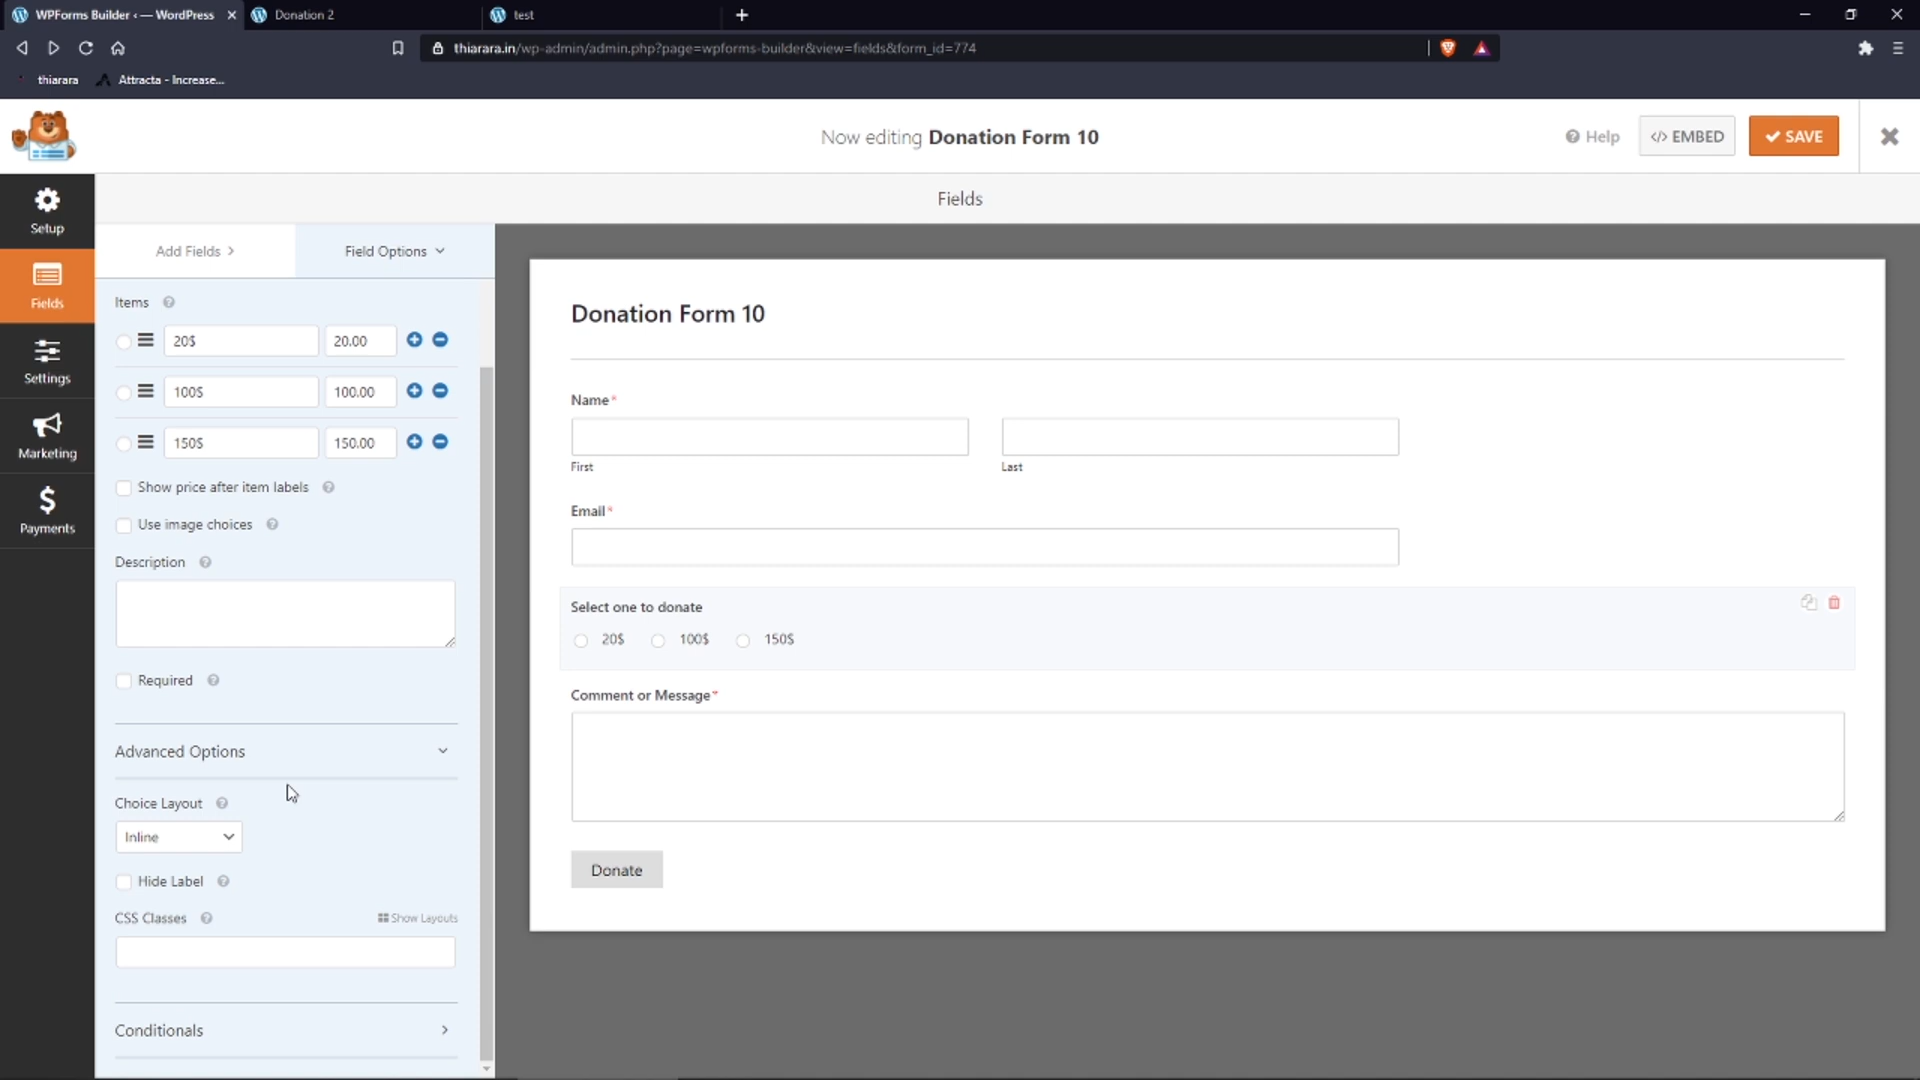 WPForms Builder ‹ — WordPress
Donation 2
test
thiarara.in/wp-admin/admin.php?page=wpforms-builder&view=fields&form_id=774
thiarara
Attracta - Increase...
Now editing Donation Form 10
Help
</> EMBED
SAVE
Setup
Fields
Settings
Marketing
Payments
Fields
Add Fields
Field Options
Items
20$
20.00
100$
100.00
150$
150.00
Show price after item labels
Use image choices
Description
Required
Advanced Options
Choice Layout
Inline
Hide Label
CSS Classes
Show Layouts
Conditionals
Donation Form 10
Name*
First
Last
Email*
Select one to donate
20$ 100$ 150$
Comment or Message*
Donate